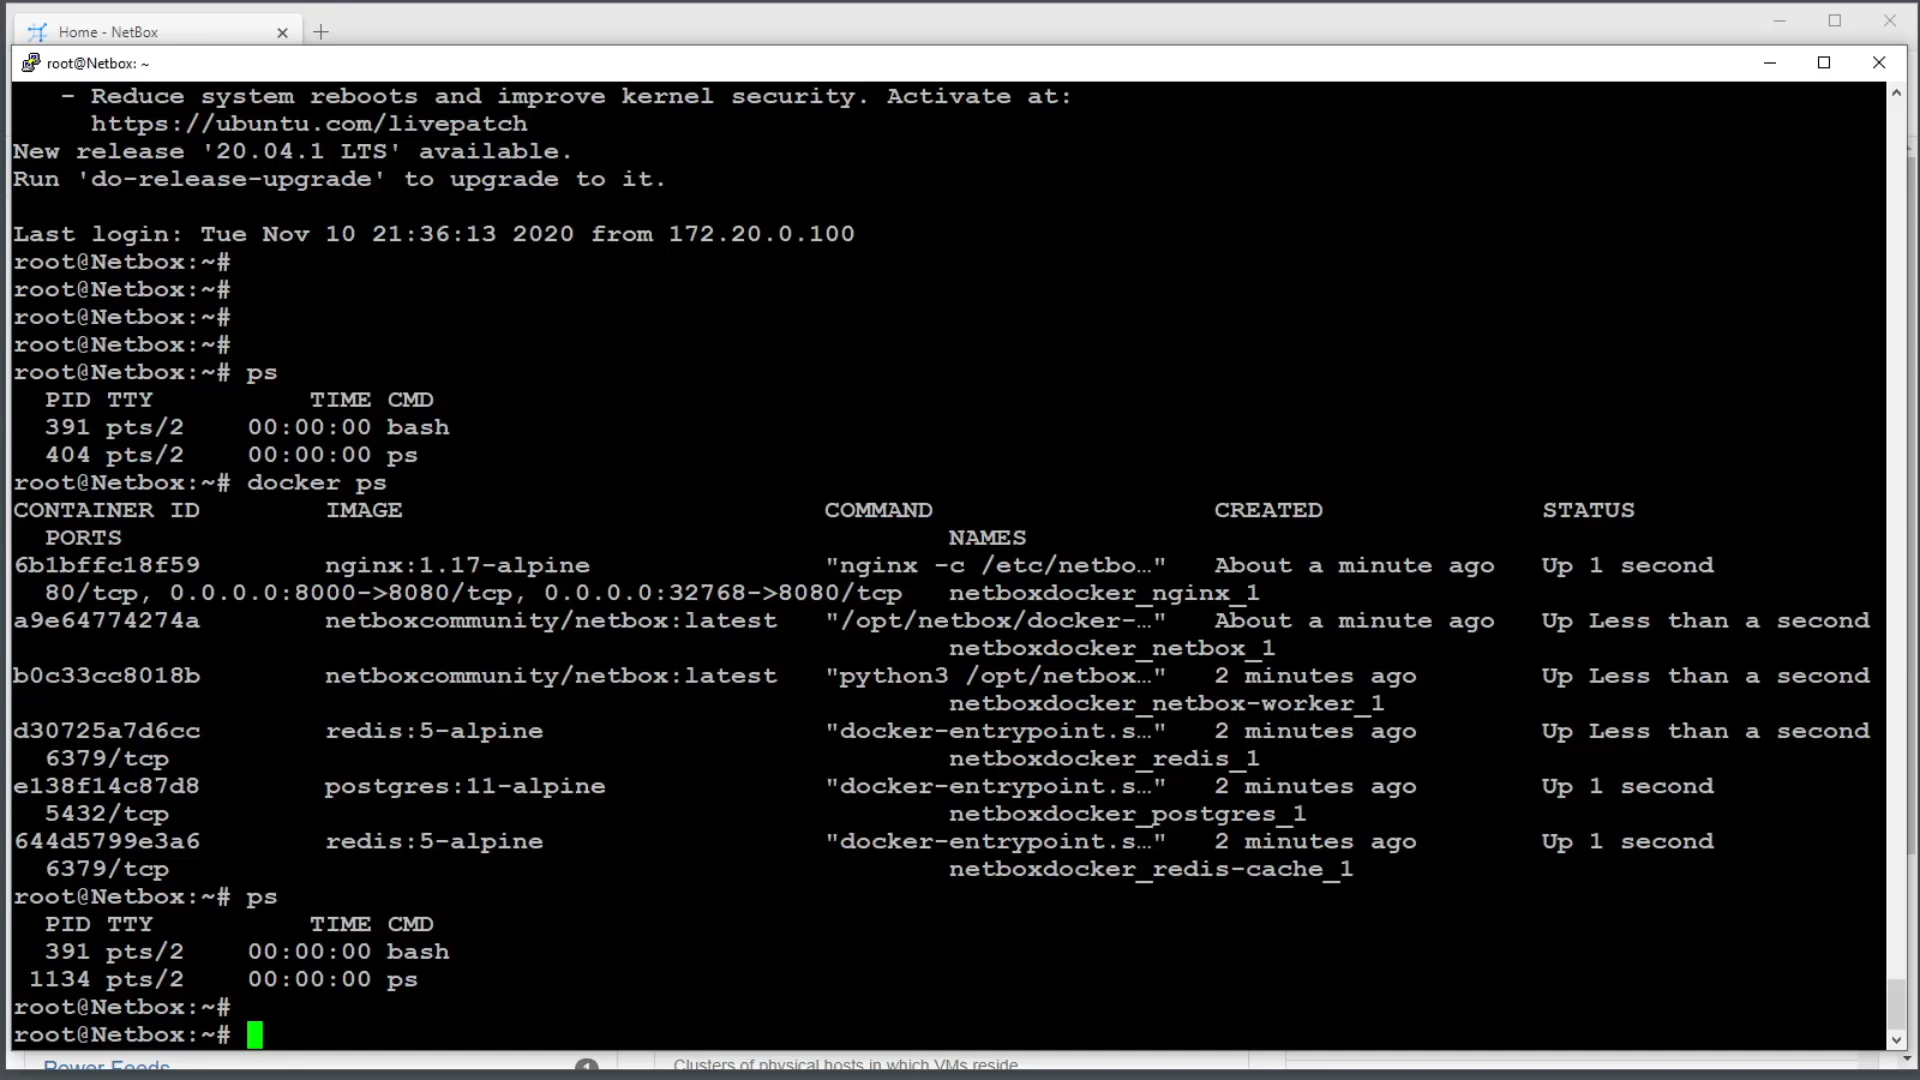 Home - NetBox
root@Netbox: ~
- Reduce system reboots and improve kernel security. Activate at:
https://ubuntu.com/livepatch
New release '20.04.1 LTS' available.
Run 'do-release-upgrade' to upgrade to it.
Last login: Tue Nov 10 21:36:13 2020 from 172.20.0.100
root@Netbox:~#
root@Netbox:~#
root@Netbox:~#
root@Netbox:~#
root@Netbox:~# ps
PID TTY TIME CMD
391 pts/2 00:00:00 bash
404 pts/2 00:00:00 ps
root@Netbox:~# docker ps
CONTAINER ID IMAGE COMMAND CREATED STATUS
PORTS NAMES
6b1bffc18f59 nginx:1.17-alpine "nginx -c /etc/netbo…" About a minute ago Up 1 second
80/tcp, 0.0.0.0:8000->8080/tcp, 0.0.0.0:32768->8080/tcp netboxdocker_nginx_1
a9e64774274a netboxcommunity/netbox:latest "/opt/netbox/docker-…" About a minute ago Up Less than a second
netboxdocker_netbox_1
b0c33cc8018b netboxcommunity/netbox:latest "python3 /opt/netbox…" 2 minutes ago Up Less than a second
netboxdocker_netbox-worker_1
d30725a7d6cc redis:5-alpine "docker-entrypoint.s…" 2 minutes ago Up Less than a second
6379/tcp netboxdocker_redis_1
e138f14c87d8 postgres:11-alpine "docker-entrypoint.s…" 2 minutes ago Up 1 second
5432/tcp netboxdocker_postgres_1
644d5799e3a6 redis:5-alpine "docker-entrypoint.s…" 2 minutes ago Up 1 second
6379/tcp netboxdocker_redis-cache_1
root@Netbox:~# ps
PID TTY TIME CMD
391 pts/2 00:00:00 bash
1134 pts/2 00:00:00 ps
root@Netbox:~#
root@Netbox:~#
Power Feeds 1 Clusters of physical hosts in which VMs reside